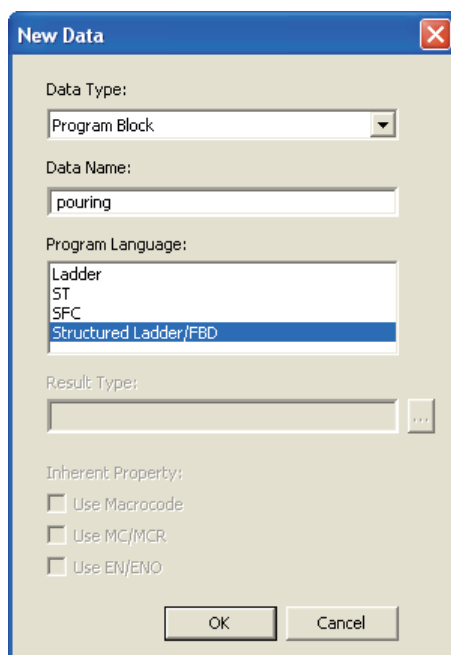 New Data
Data Type:
Program Block
Data Name:
pouring
Program Language:
Ladder
ST
SFC
Structured Ladder/FBD
Result Type:
...
Inherent Property:
Use Macrocode
Use MC/MCR
Use EN/ENO
OK Cancel